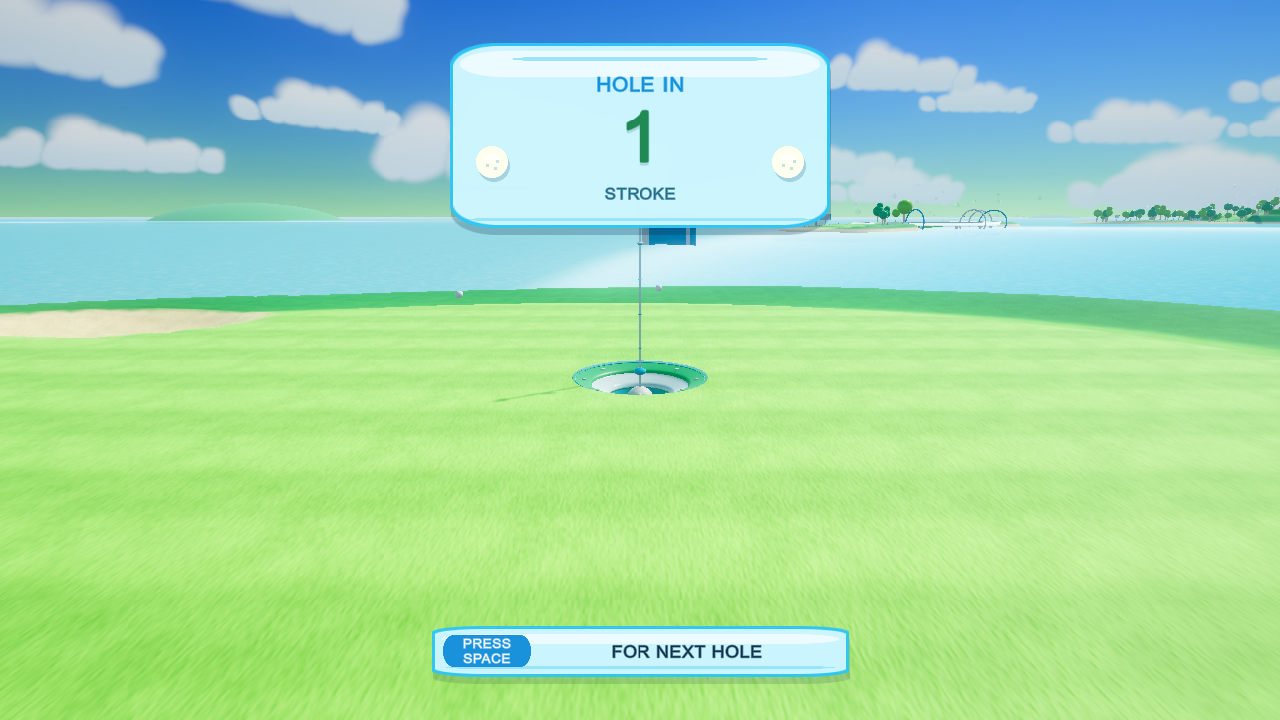 HOLE IN
1
STROKE
PRESS
SPACE
FOR NEXT HOLE